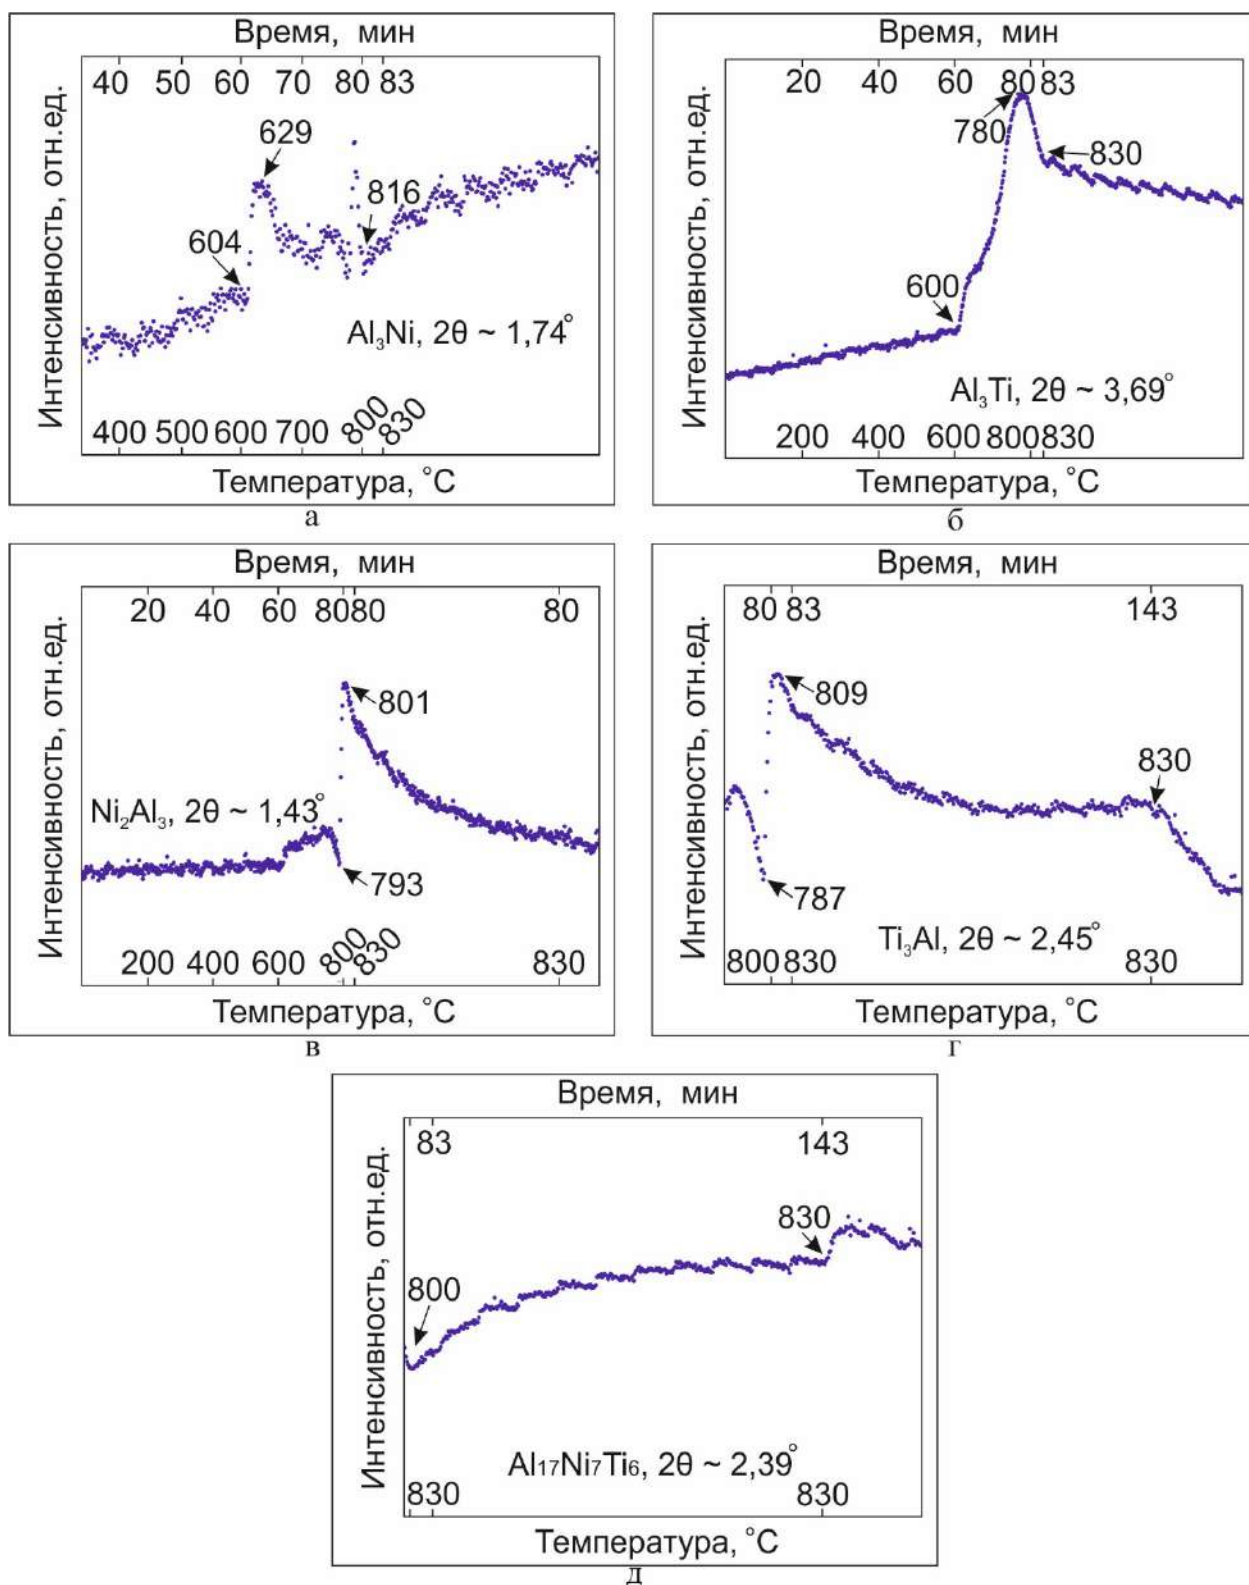 Время, мин
40 50 60 70 80 83
629
816
604
Al₃Ni, 2θ ~ 1,74°
400 500 600 700 800 830
Температура, °C
Интенсивность, отн.ед.
а
Время, мин
20 40 60 80 83
780
830
600
Al₃Ti, 2θ ~ 3,69°
200 400 600 800 830
Температура, °C
Интенсивность, отн.ед.
б
Время, мин
20 40 60 80 80 80
801
Ni₂Al₃, 2θ ~ 1,43°
793
200 400 600 800 830 830
Температура, °C
Интенсивность, отн.ед.
в
Время, мин
80 83 143
809
830
787
Ti₃Al, 2θ ~ 2,45°
800 830 830
Температура, °C
Интенсивность, отн.ед.
г
Время, мин
83 143
830
800
Al₁₇Ni₇Ti₆, 2θ ~ 2,39°
830 830
Температура, °C
Интенсивность, отн.ед.
д